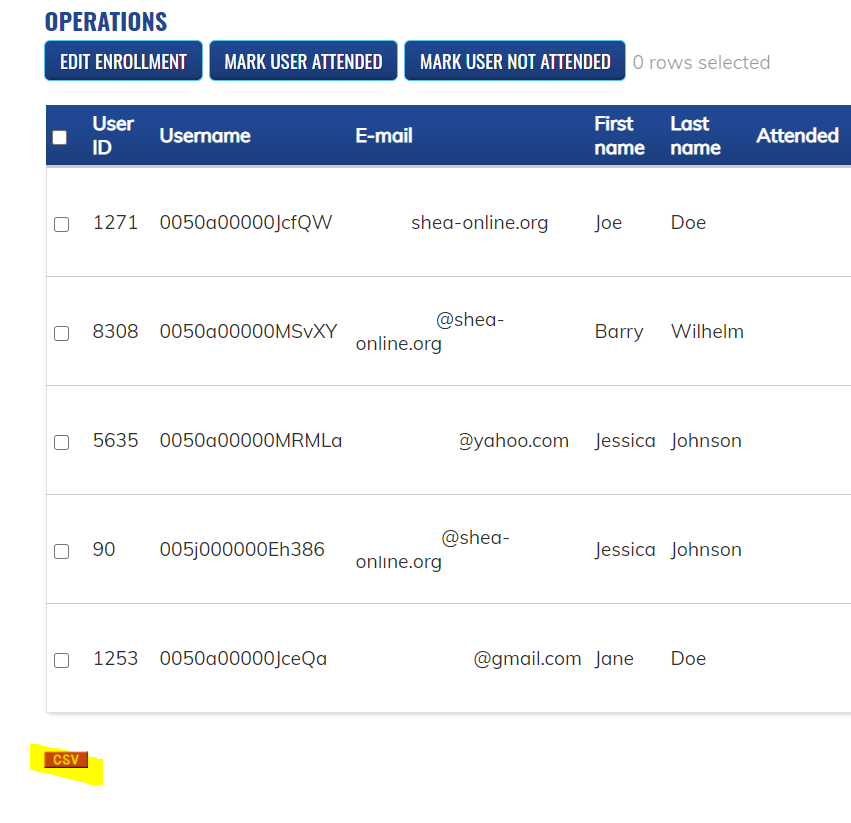 OPERATIONS
EDIT ENROLLMENT MARK USER ATTENDED MARK USER NOT ATTENDED 0 rows selected
User ID Username E-mail First name Last name Attended
1271 0050a00000JcfQW shea-online.org Joe Doe
8308 0050a00000MSvXY @shea-
online.org Barry Wilhelm
5635 0050a00000MRMLa @yahoo.com Jessica Johnson
90 005j000000Eh386 @shea-
online.org Jessica Johnson
1253 0050a00000JceQa @gmail.com Jane Doe
CSV